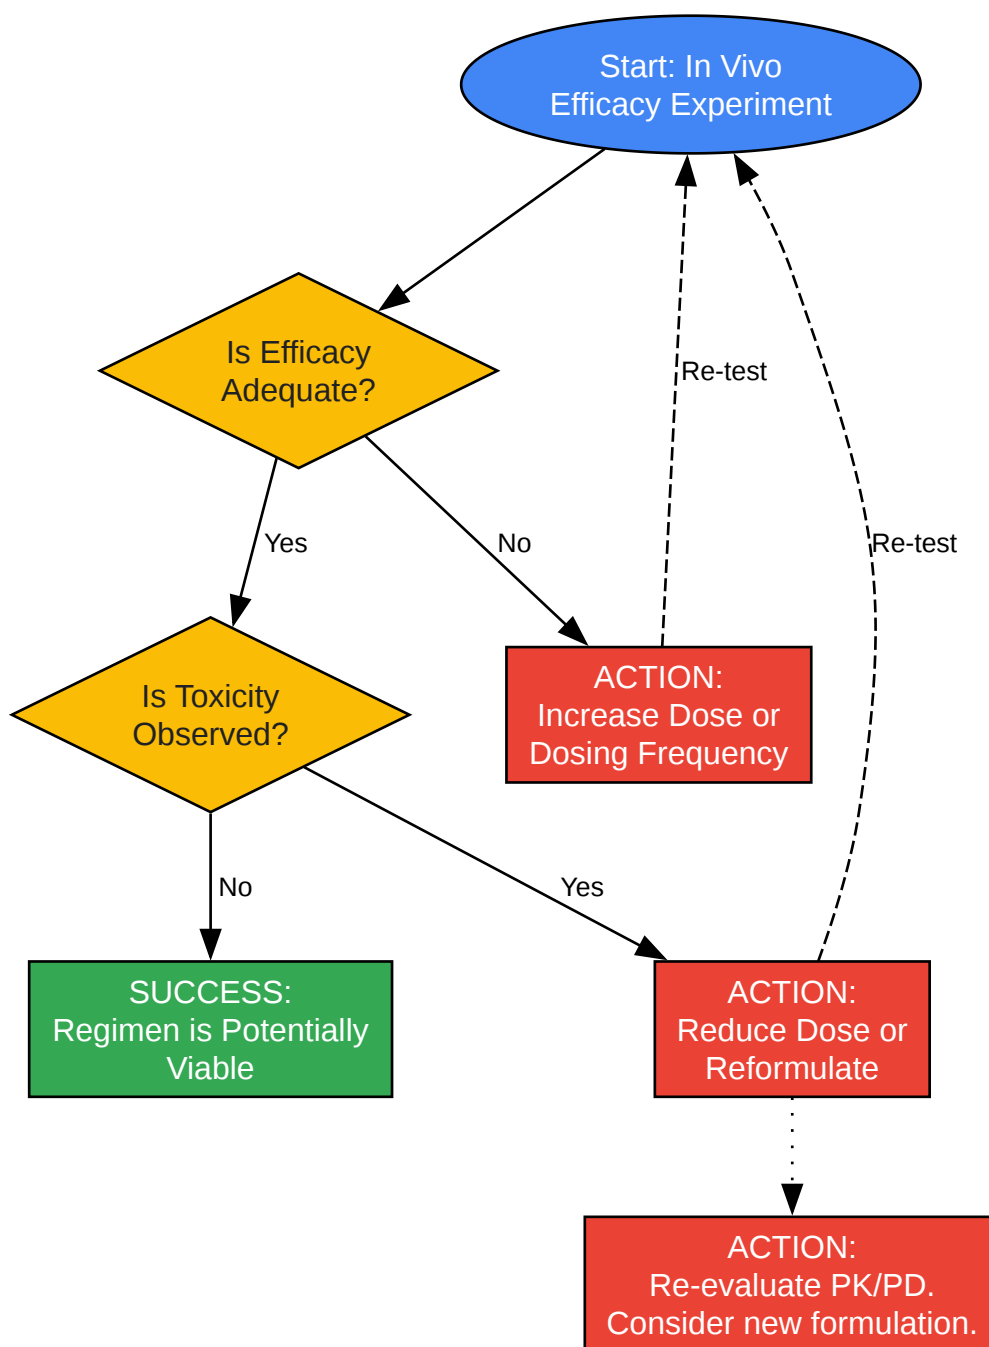 Start: In Vivo
Efficacy Experiment
Is Efficacy
Adequate?
Re-test
Yes
No
Re-test
Is Toxicity
Observed?
ACTION:
Increase Dose or
Dosing Frequency
No
Yes
SUCCESS:
Regimen is Potentially
Viable
ACTION:
Reduce Dose or
Reformulate
ACTION:
Re-evaluate PK/PD.
Consider new formulation.